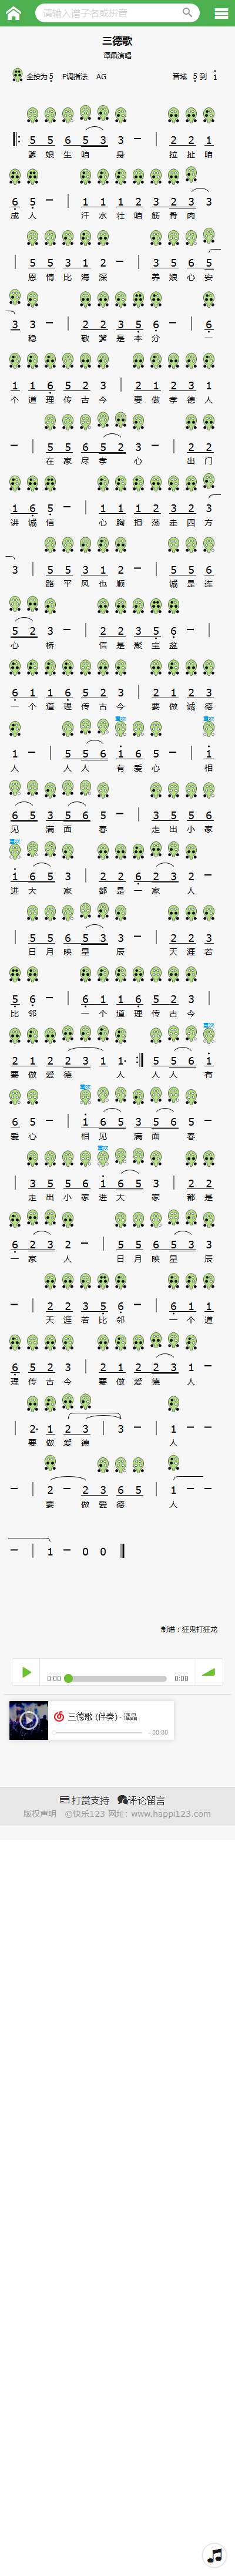 请输入谱子名或拼音
三德歌
谭晶演唱
全按为5 F调指法 AG 音域 5 到 1
5 5 6 5 3 3 － | 2 2 1
爹 娘 生 咱 身 拉 扯 咱
6 5 － | 1 1 1 2 3 2 3 3
成 人 汗 水 壮 咱 筋 骨 肉
| 5 5 3 1 2 － | 3 5 6 5
恩 情 比 海 深 养 娘 心 安
3 3 － | 2 2 3 5 6 － | 6
稳 敬 爹 是 本 分 一
1 1 6 5 2 3 | 2 1 2 3 1
个 道 理 传 古 今 要 做 孝 德 人
－ | 5 5 6 5 2 3 － | 2 2
在 家 尽 孝 心 出 门
1 6 5 － | 1 1 1 2 3 2 3
讲 诚 信 心 胸 担 荡 走 四 方
3 | 5 5 3 1 2 － | 5 5 6
路 平 风 也 顺 诚 是 连
5 2 3 － | 2 2 3 5 6 － |
心 桥 信 是 聚 宝 盆
6 1 1 6 5 2 3 | 2 1 2 3
一 个 道 理 传 古 今 要 做 诚 德
1 － | 5 5 6 1 6 5 － | 1
人 人 人 有 爱 心 相
6 5 3 5 6 5 － | 3 5 6 5
见 满 面 春 走 出 小 家
1 6 5 3 | 2 2 6 2 3 2 －
进 大 家 都 是 一 家 人
| 5 5 6 5 3 3 － | 2 2 3
日 月 映 星 辰 天 涯 若
5 6 － | 6 1 1 6 5 2 3 |
比 邻 一 个 道 理 传 古 今
2 1 2 2 3 1 1· :| 5 5 6 1
要 做 爱 德 人 人 人 有
6 5 － | 1 6 5 3 5 6 5 －
爱 心 相 见 满 面 春
| 3 5 5 6 1 6 5 3 | 2 2
走 出 小 家 进 大 家 都 是
6 2 3 2 － | 5 5 6 5 3 3
一 家 人 日 月 映 星 辰
－ | 2 2 3 5 6 － | 6 1 1
天 涯 若 比 邻 一 个 道
6 5 2 3 | 2 1 2 2 3 1 －
理 传 古 今 要 做 爱 德 人
| 2· 1 2 3 | 3 － | 1 － －
要 做 爱 德 人
－ | 2 － 2 3 6 5 | 1 － －
要 做 爱 德 人
－ | 1 － 0 0
制谱：狂鬼打狂龙
0:00 0:00
三德歌 (伴奏) - 谭晶
- 00:00
打赏支持 评论留言
版权声明 @快乐123 网址: www.happi123.com